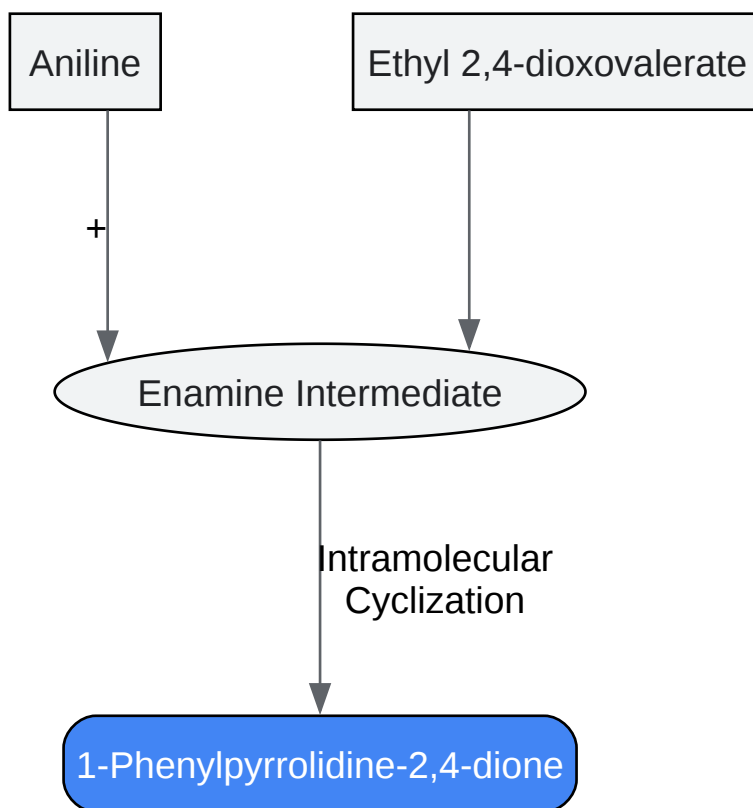 Aniline
Ethyl 2,4-dioxovalerate
+
Enamine Intermediate
Intramolecular
Cyclization
1-Phenylpyrrolidine-2,4-dione